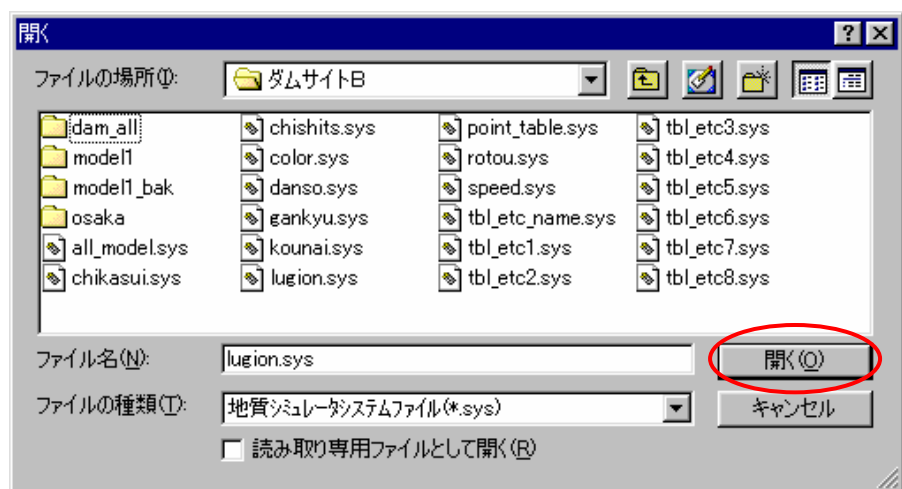 開く
ファイルの場所(I):
ダムサイトB
dam_all
model1
model1_bak
osaka
all_model.sys
chikasui.sys
chishits.sys
color.sys
danso.sys
gankyu.sys
kounai.sys
lugion.sys
point_table.sys
rotou.sys
speed.sys
tbl_etc_name.sys
tbl_etc1.sys
tbl_etc2.sys
tbl_etc3.sys
tbl_etc4.sys
tbl_etc5.sys
tbl_etc6.sys
tbl_etc7.sys
tbl_etc8.sys
ファイル名(N):
lugion.sys
開く(O)
ファイルの種類(T):
地質ｼﾐｭﾚｰﾀｼｽﾃﾑﾌｧｲﾙ(*.sys)
キャンセル
読み取り専用ファイルとして開く(R)